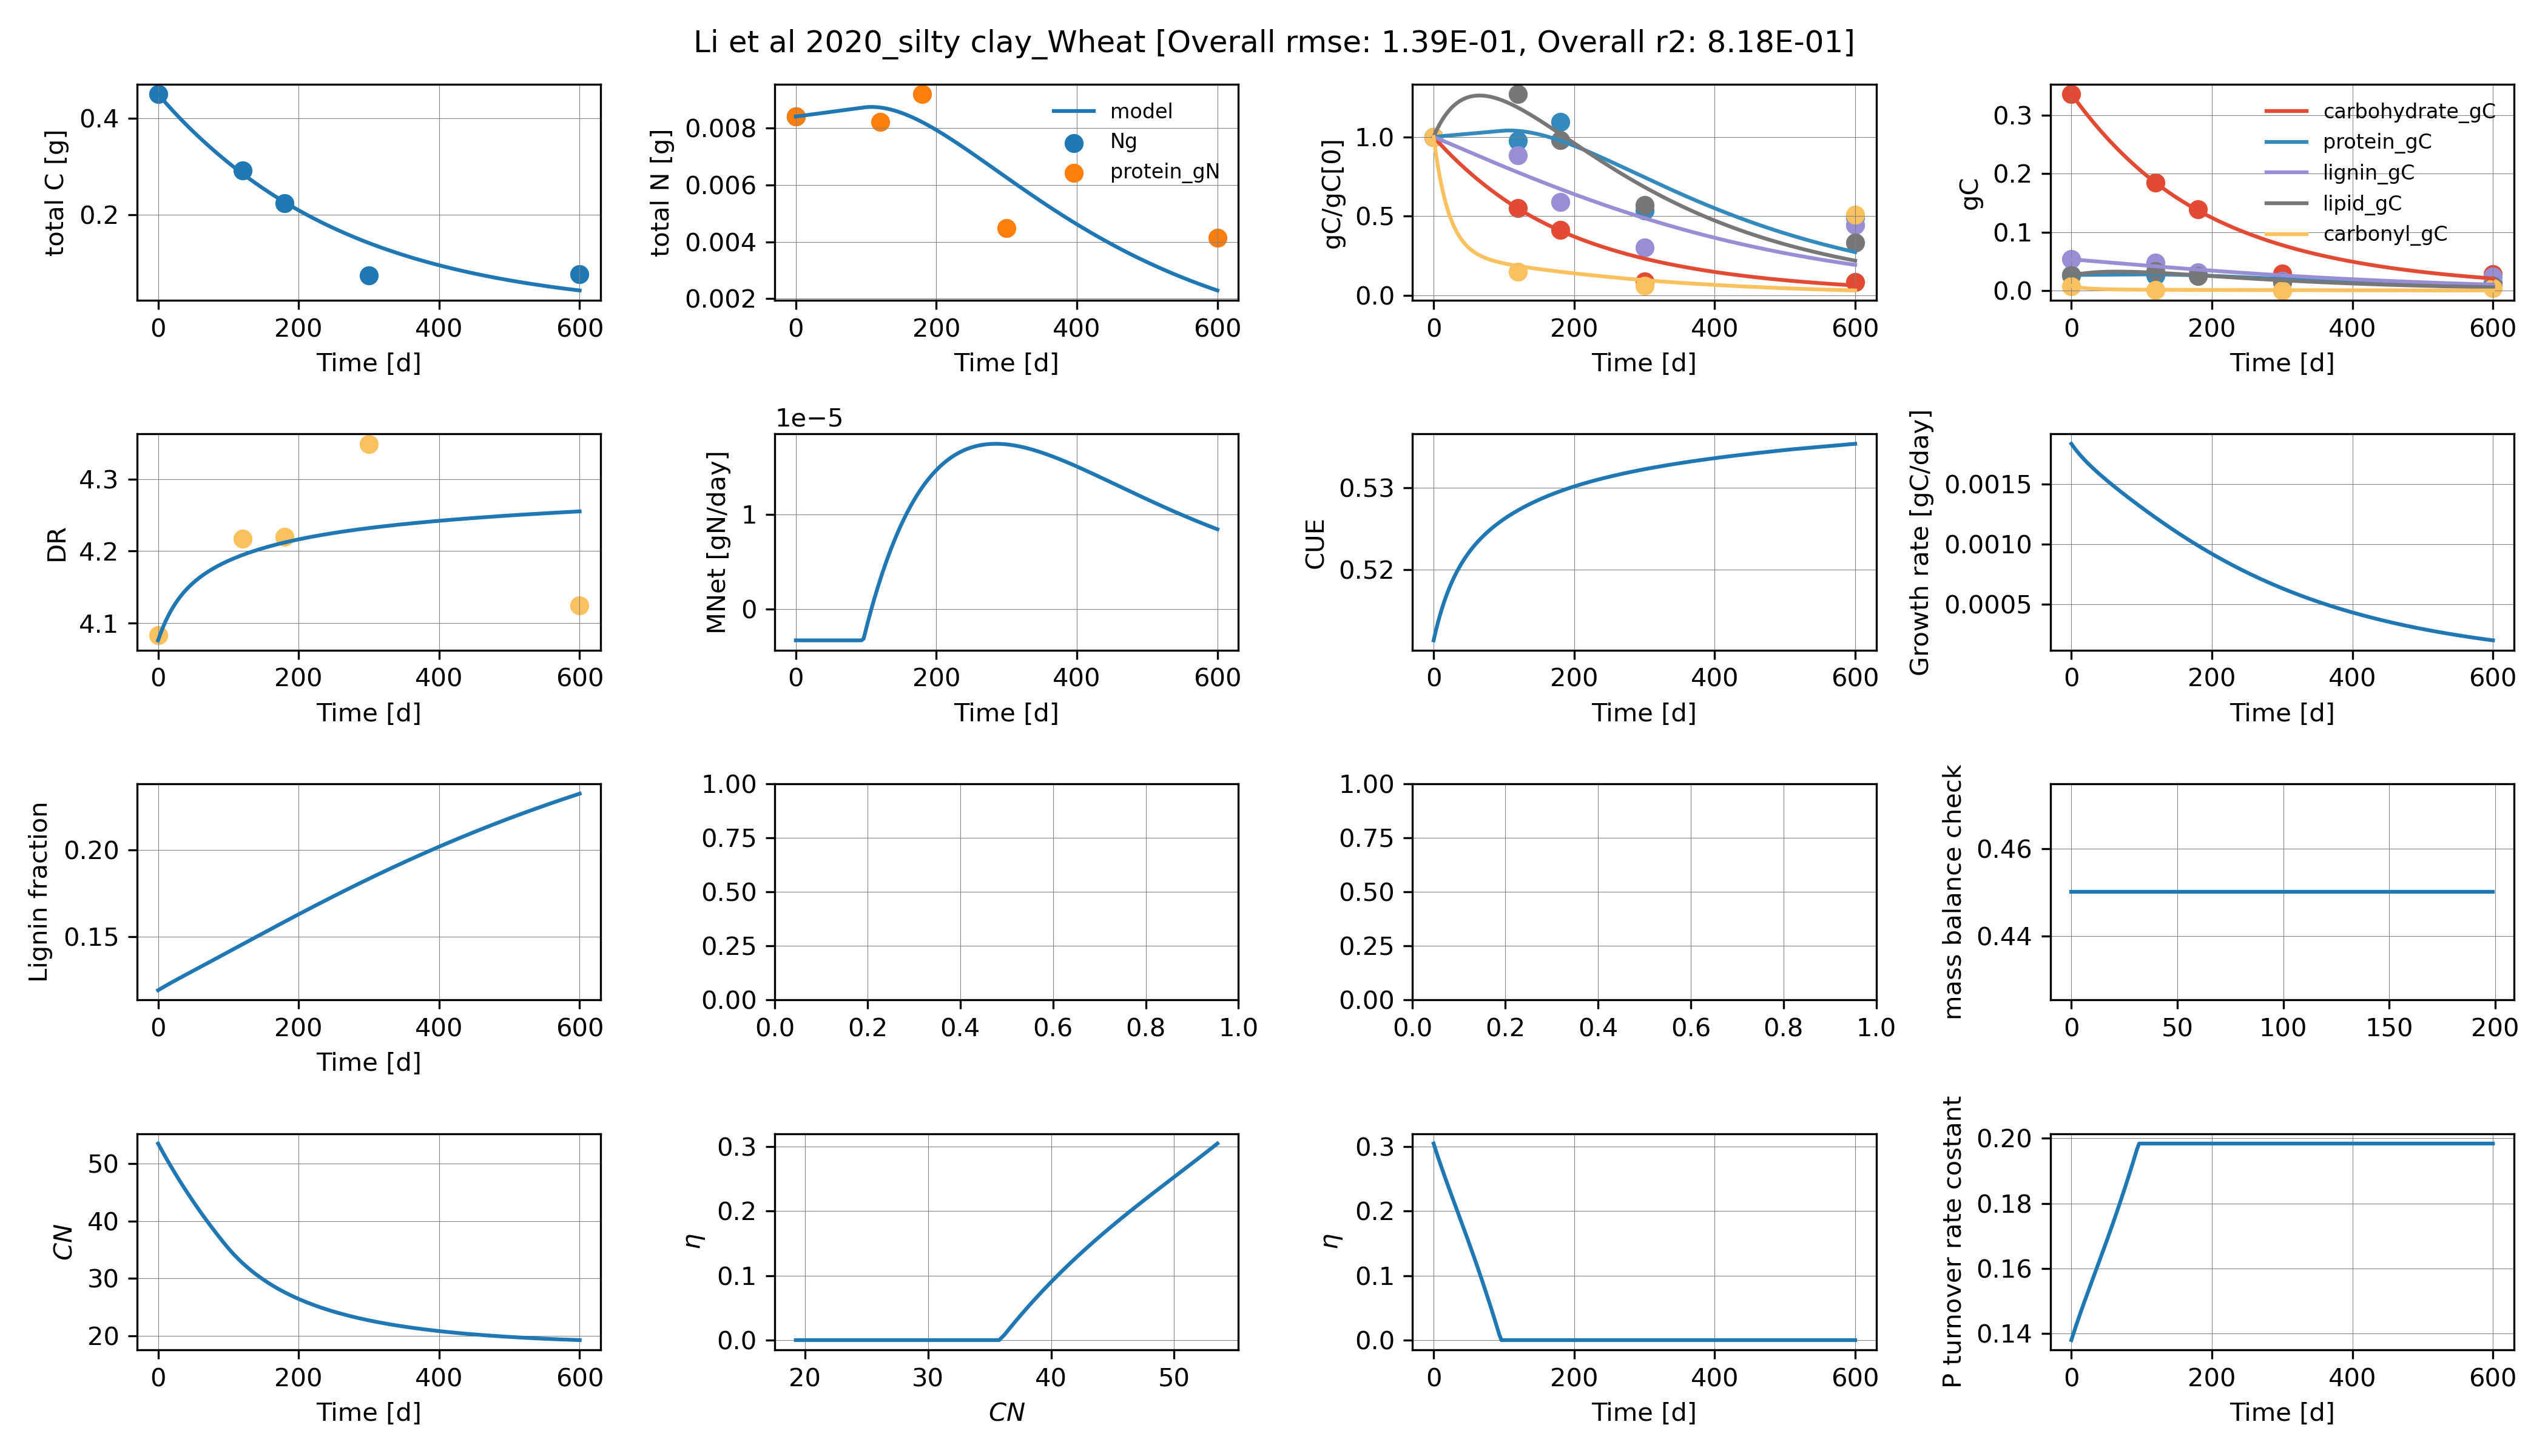 Li et al 2020_silty clay_Wheat [Overall rmse: 1.39E-01, Overall r2: 8.18E-01]
total C [g]
0.4
0.2
0 200 400 600
Time [d]
total N [g]
0.008
0.006
0.004
0.002
model
Ng
protein_gN
0 200 400 600
Time [d]
gC/gC[0]
1.0
0.5
0.0
0 200 400 600
Time [d]
gC
0.3
0.2
0.1
0.0
carbohydrate_gC
protein_gC
lignin_gC
lipid_gC
carbonyl_gC
0 200 400 600
Time [d]
DR
4.3
4.2
4.1
0 200 400 600
Time [d]
1e−5
MNet [gN/day]
1
0
0 200 400 600
Time [d]
CUE
0.53
0.52
0 200 400 600
Time [d]
Growth rate [gC/day]
0.0015
0.0010
0.0005
0 200 400 600
Time [d]
Lignin fraction
0.20
0.15
0 200 400 600
Time [d]
1.00
0.75
0.50
0.25
0.00
0.0 0.2 0.4 0.6 0.8 1.0
1.00
0.75
0.50
0.25
0.00
0.0 0.2 0.4 0.6 0.8 1.0
mass balance check
0.46
0.44
0 50 100 150 200
CN
50
40
30
20
0 200 400 600
Time [d]
η
0.3
0.2
0.1
0.0
20 30 40 50
CN
η
0.3
0.2
0.1
0.0
0 200 400 600
Time [d]
P turnover rate costant
0.20
0.18
0.16
0.14
0 200 400 600
Time [d]